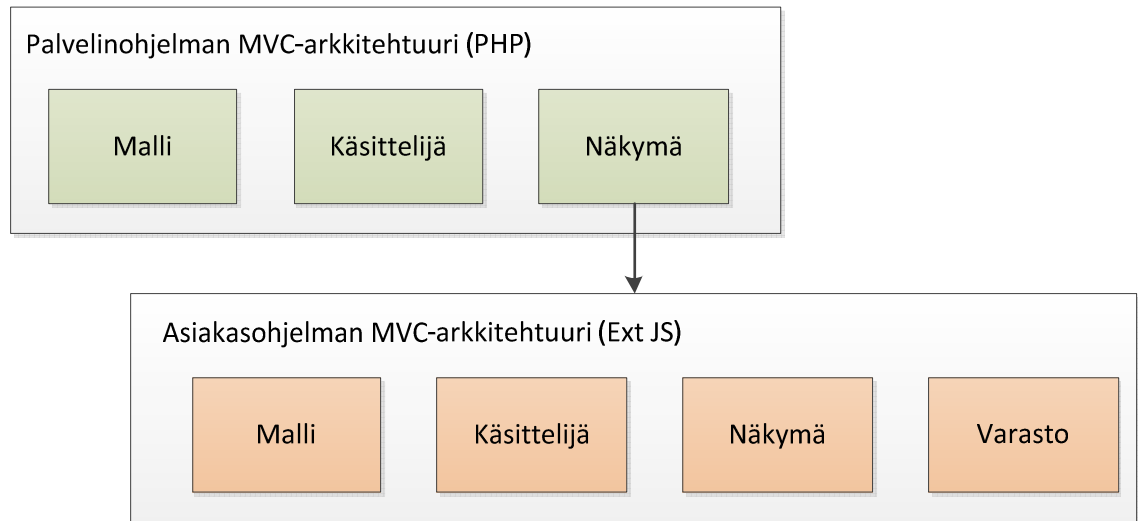 Palvelinohjelman MVC-arkkitehtuuri (PHP)
Malli
Käsittelijä
Näkymä
Asiakasohjelman MVC-arkkitehtuuri (Ext JS)
Malli
Käsittelijä
Näkymä
Varasto